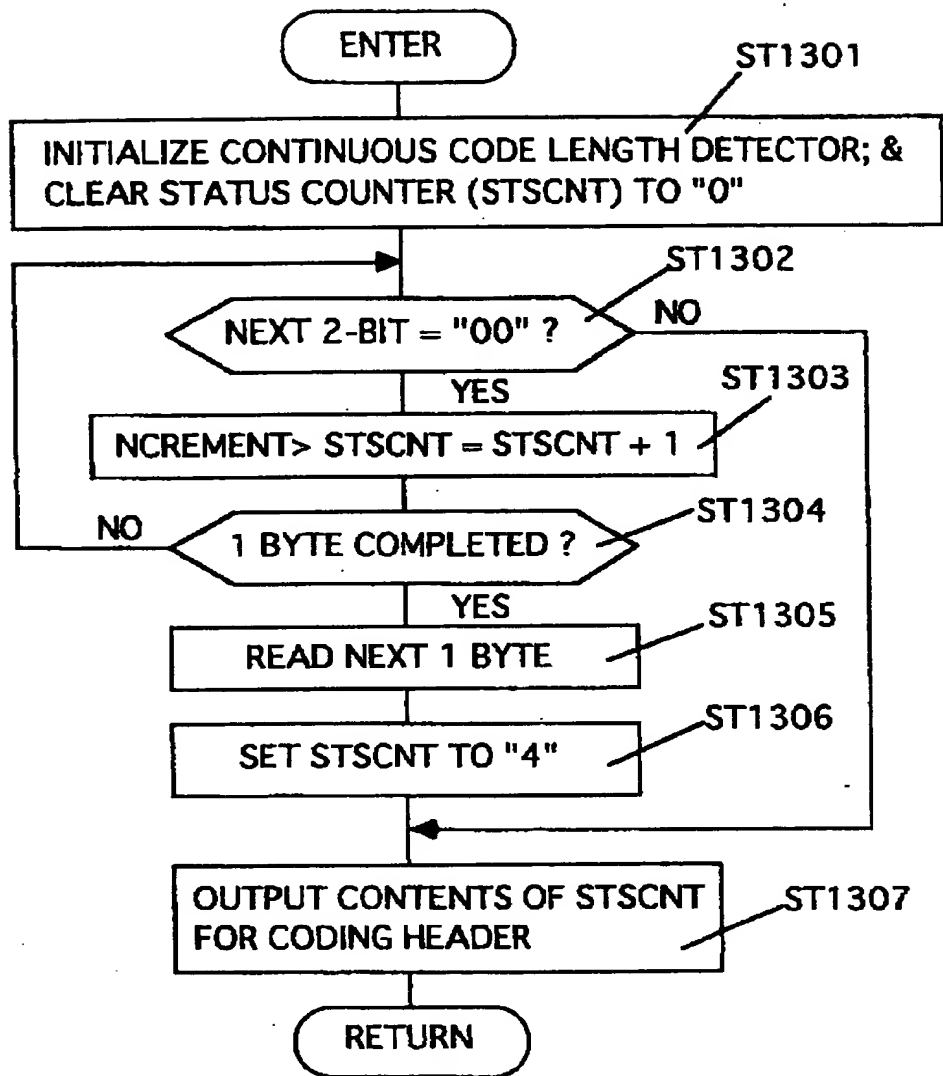 ENTER
ST1301
INITIALIZE CONTINUOUS CODE LENGTH DETECTOR; &
CLEAR STATUS COUNTER (STSCNT) TO "0"
ST1302
NEXT 2-BIT = "00" ?
NO
YES
ST1303
NCREMENT> STSCNT = STSCNT + 1
ST1304
NO
1 BYTE COMPLETED ?
YES
ST1305
READ NEXT 1 BYTE
ST1306
SET STSCNT TO "4"
OUTPUT CONTENTS OF STSCNT
FOR CODING HEADER
ST1307
RETURN